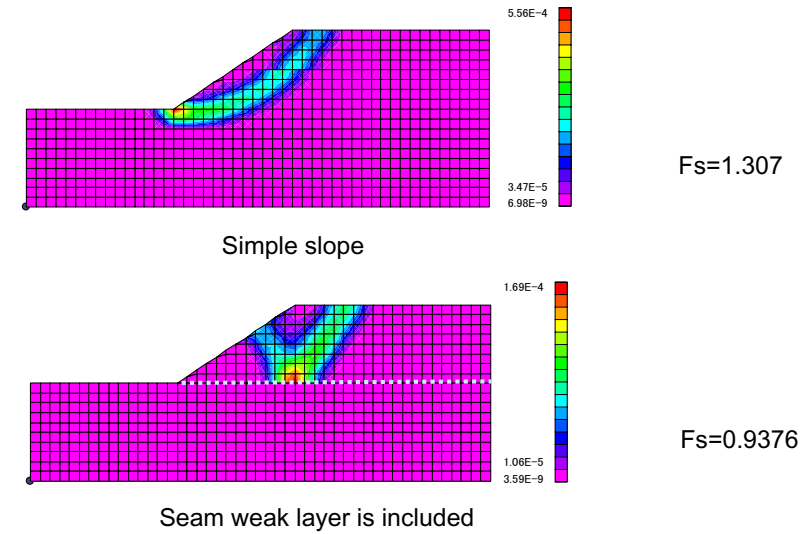 5.56E-4
3.47E-5
6.98E-9
Fs=1.307
Simple slope
1.69E-4
1.06E-5
3.59E-9
Fs=0.9376
Seam weak layer is included